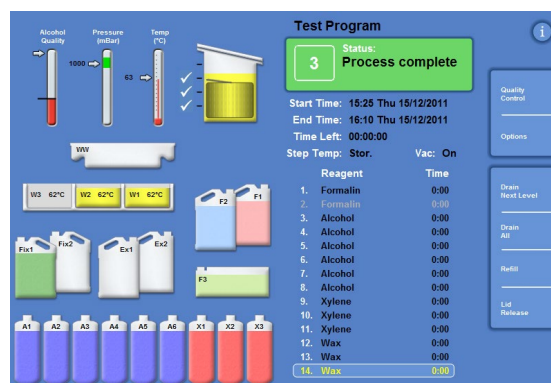 Alcohol Quality
Pressure (mBar)
Temp (°C)
1000
63
WW
W3 62°C
W2 62°C
W1 62°C
F2
F1
Fix1
Fix2
Ex1
Ex2
F3
A1
A2
A3
A4
A5
A6
X1
X2
X3
Test Program
i
3
Status:
Process complete
Start Time: 15:25 Thu 15/12/2011
End Time: 16:10 Thu 15/12/2011
Time Left: 00:00:00
Step Temp: Stor. Vac: On
Reagent Time
1. Formalin 0:00
2. Formalin 0:00
3. Alcohol 0:00
4. Alcohol 0:00
5. Alcohol 0:00
6. Alcohol 0:00
7. Alcohol 0:00
8. Alcohol 0:00
9. Xylene 0:00
10. Xylene 0:00
11. Xylene 0:00
12. Wax 0:00
13. Wax 0:00
14. Wax 0:00
Quality
Control
Options
Drain
Next Level
Drain
All
Refill
Lid
Release